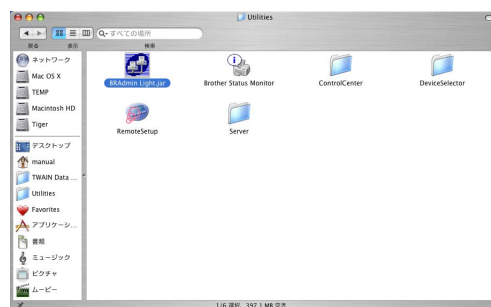 Utilities
Q- すべての場所
戻る 表示 検索
ネットワーク
Mac OS X
TEMP
Macintosh HD
Tiger
デスクトップ
manual
TWAIN Data ...
Utilities
Favorites
アプリケーシ...
書類
ミュージック
ピクチャ
ムービー
BRAdmin Light.jar
Brother Status Monitor
ControlCenter
DeviceSelector
RemoteSetup
Server
1/6 選択、397.1 MB 空き